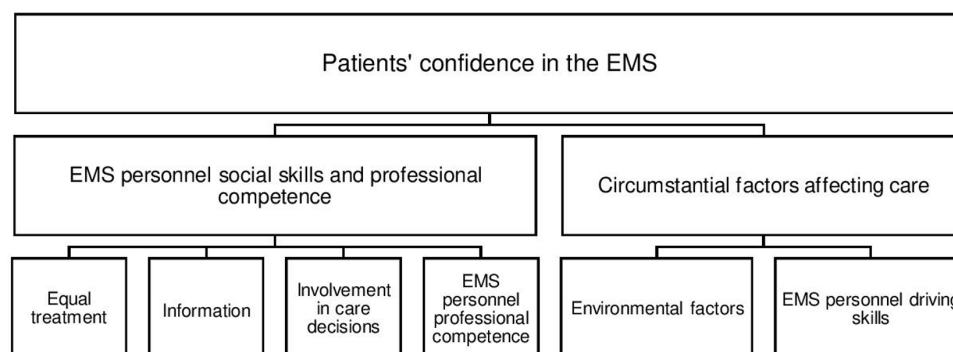 Patients' confidence in the EMS
EMS personnel social skills and professional
competence
Circumstantial factors affecting care
Equal
treatment
Information
Involvement
in care
decisions
EMS
personnel
professional
competence
Environmental factors
EMS personnel driving
skills